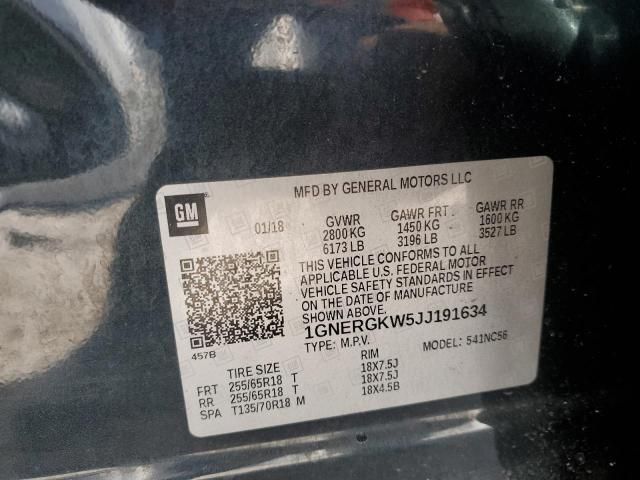 MFD BY GENERAL MOTORS LLC
GM
01/18
GVWR GAWR FRT GAWR RR
2800 KG 1450 KG 1600 KG
6173 LB 3196 LB 3527 LB
THIS VEHICLE CONFORMS TO ALL
APPLICABLE U.S. FEDERAL MOTOR
VEHICLE SAFETY STANDARDS IN EFFECT
ON THE DATE OF MANUFACTURE
SHOWN ABOVE.
1GNERGKW5JJ191634
TYPE: M.P.V. MODEL: 541NC56
457B
TIRE SIZE RIM
FRT 255/65R18 T 18X7.5J
RR 255/65R18 T 18X7.5J
SPA T135/70R18 M 18X4.5B